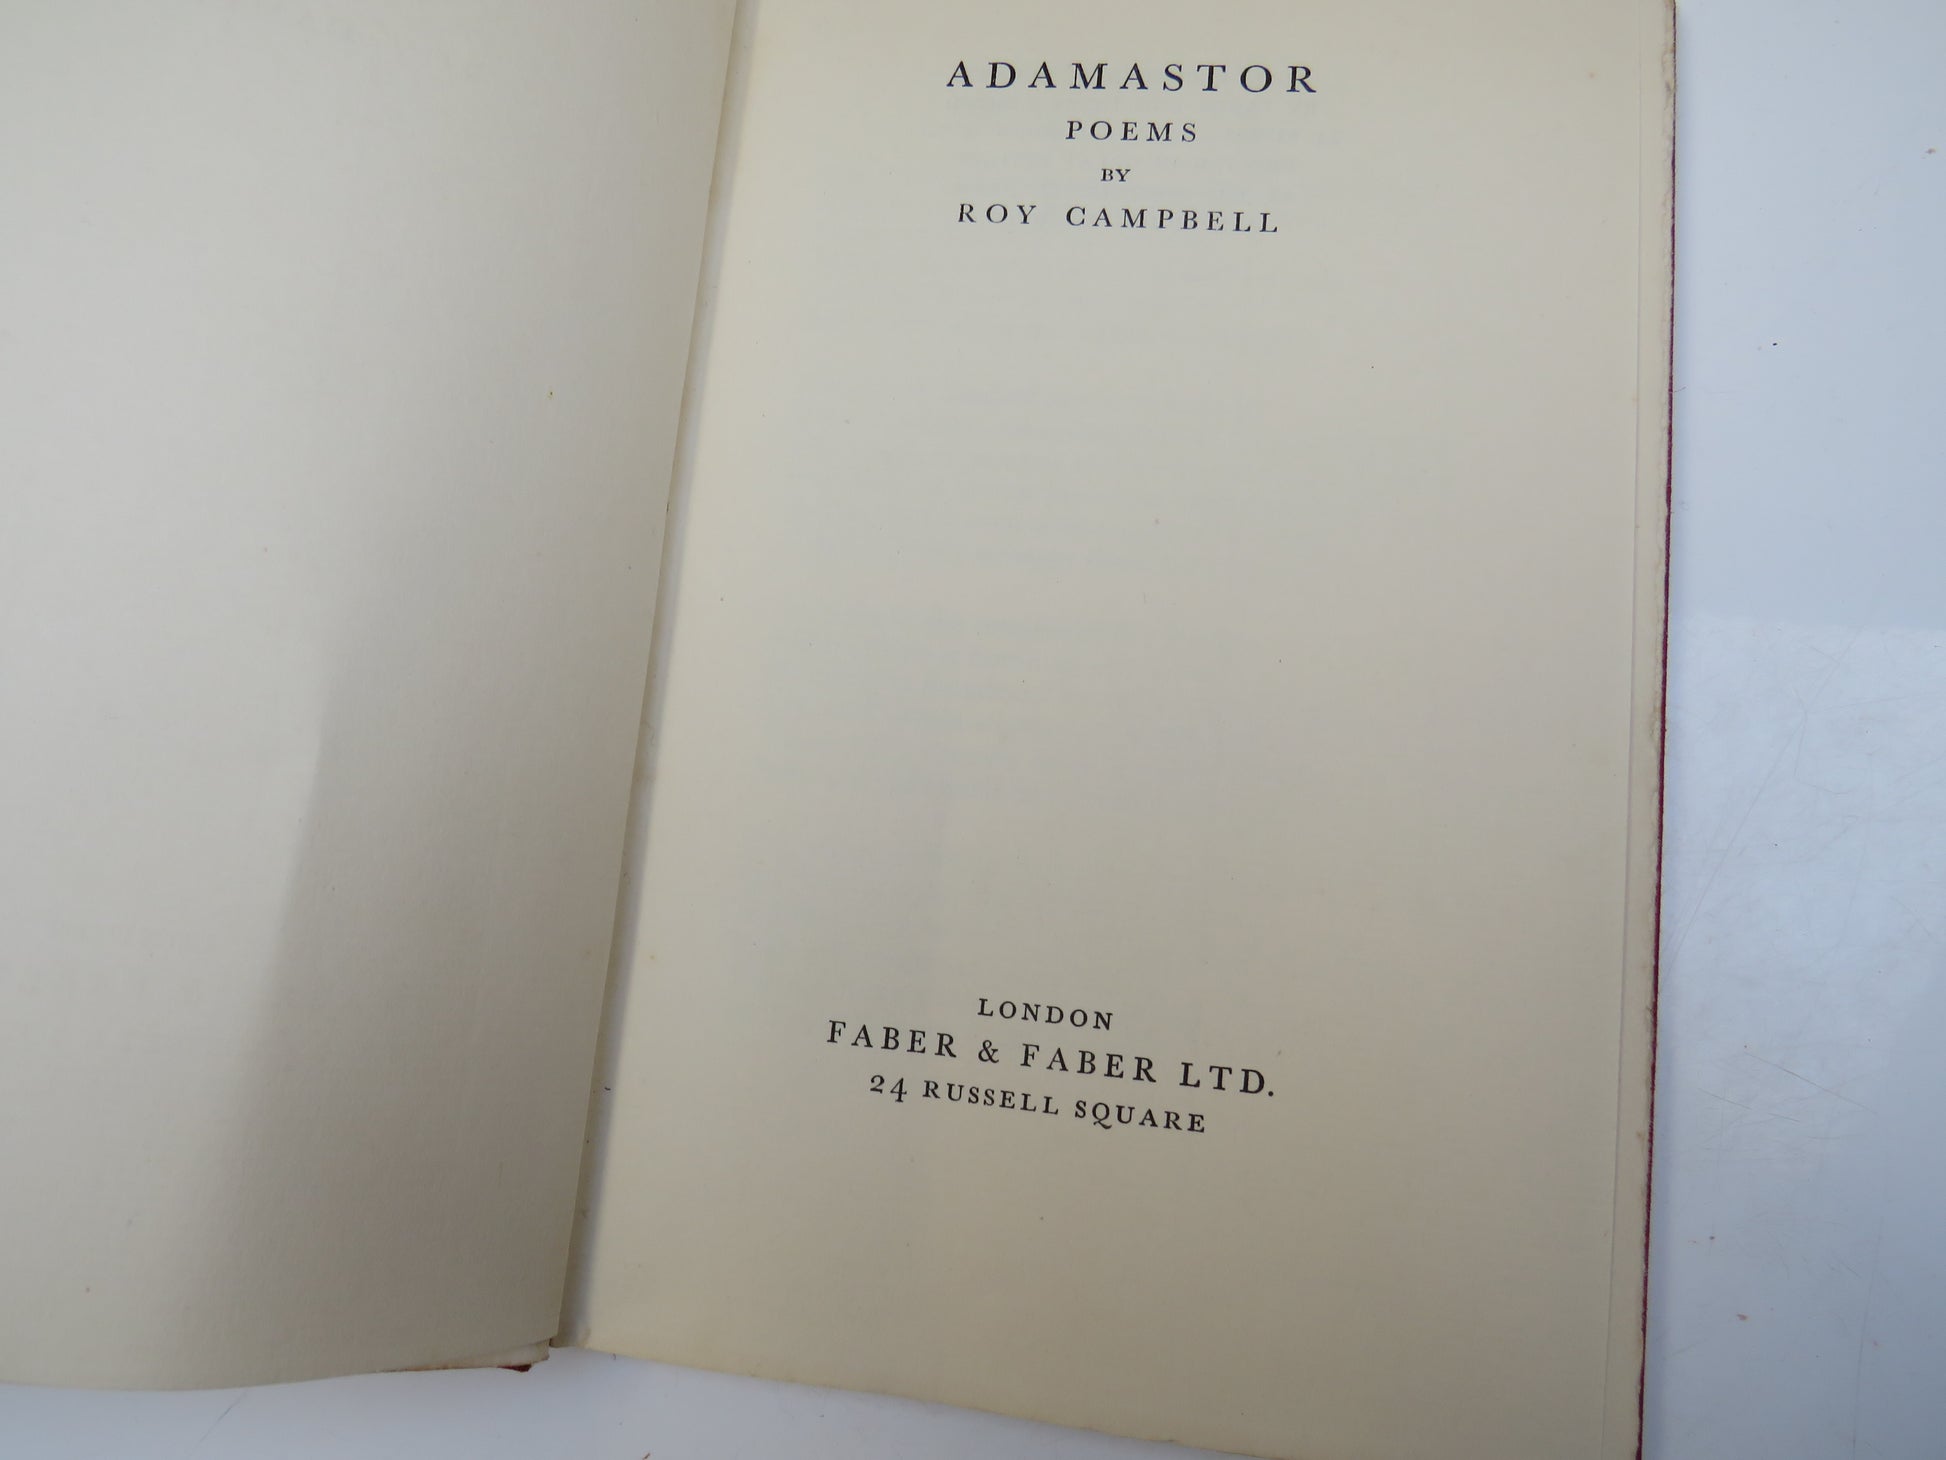 ADAMASTOR
POEMS
BY
ROY CAMPBELL
LONDON
FABER & FABER LTD.
24 RUSSELL SQUARE